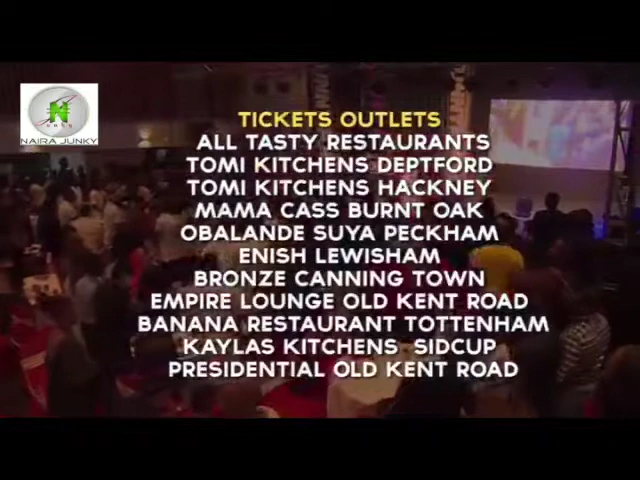 NAIRA JUNKY
TICKETS OUTLETS
ALL TASTY RESTAURANTS
TOMI KITCHENS DEPTFORD
TOMI KITCHENS HACKNEY
MAMA CASS BURNT OAK
OBALANDE SUYA PECKHAM
ENISH LEWISHAM
BRONZE CANNING TOWN
EMPIRE LOUNGE OLD KENT ROAD
BANANA RESTAURANT TOTTENHAM
KAYLAS KITCHENS SIDCUP
PRESIDENTIAL OLD KENT ROAD